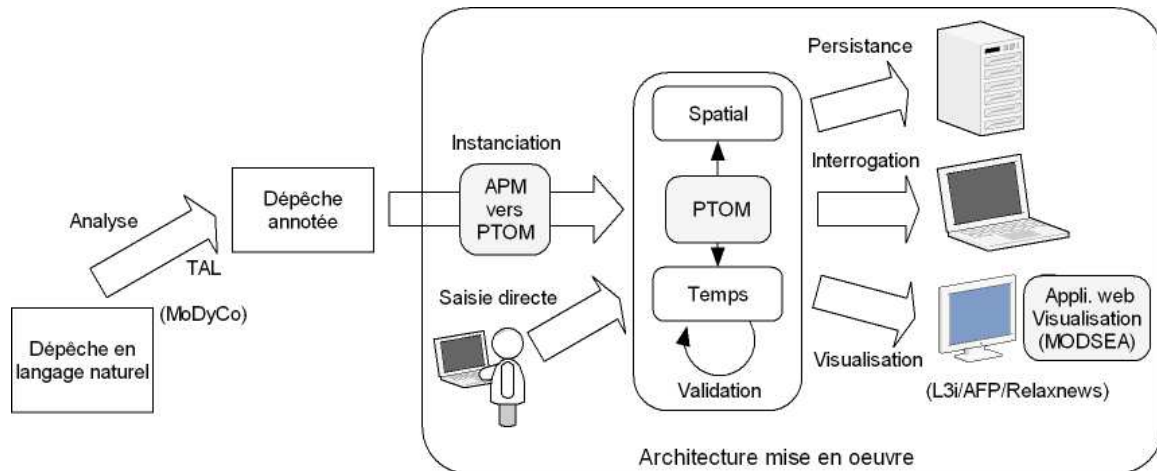 Dépêche en
langage naturel
Analyse
TAL
(MoDyCo)
Dépêche
annotée
Instanciation
APM
vers
PTOM
Saisie directe
Spatial
PTOM
Temps
Validation
Persistance
Interrogation
Visualisation
Appli. web
Visualisation
(MODSEA)
(L3i/AFP/Relaxnews)
Architecture mise en oeuvre